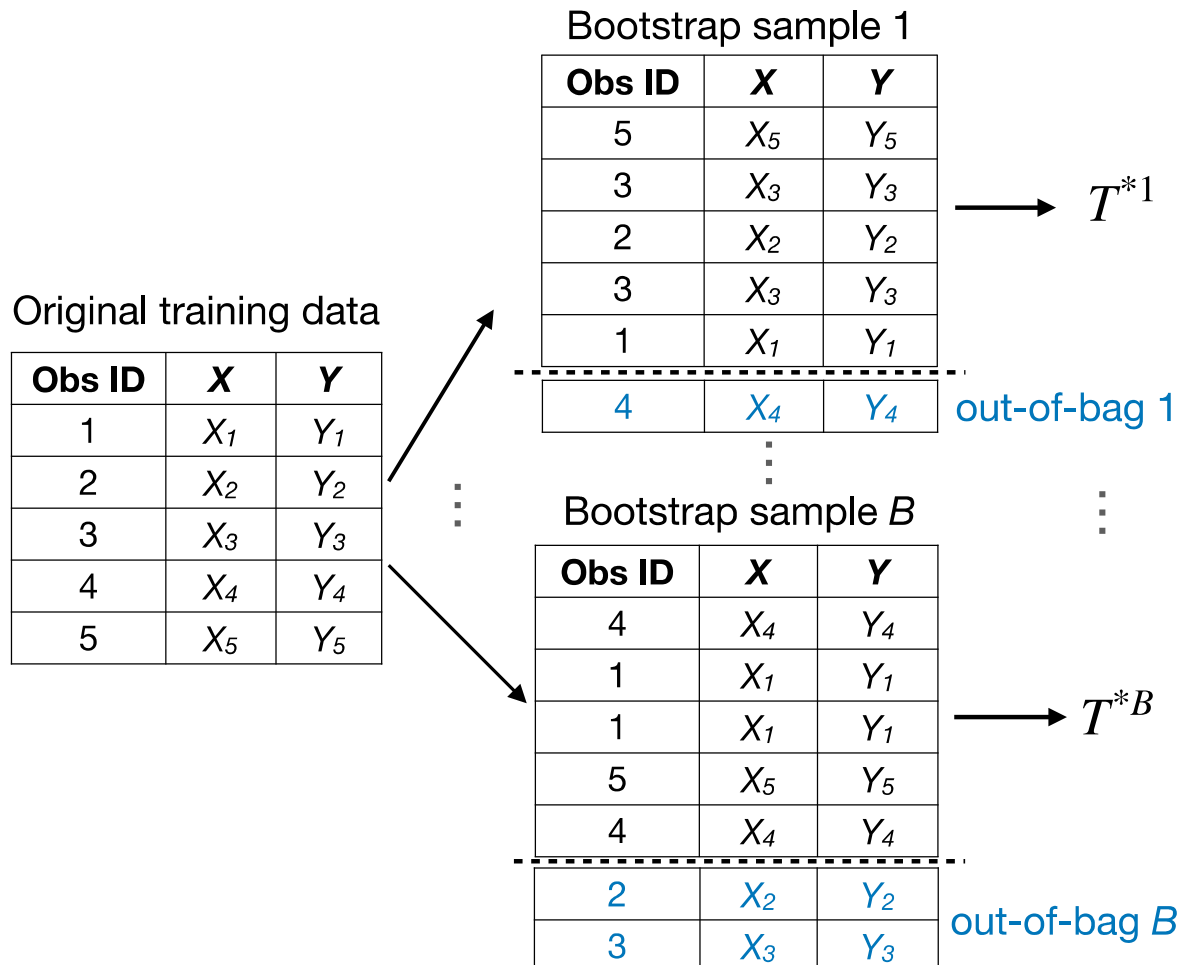 Original training data
Obs ID X Y
1 X₁ Y₁
2 X₂ Y₂
3 X₃ Y₃
4 X₄ Y₄
5 X₅ Y₅
⋮
Bootstrap sample 1
Obs ID X Y
5 X₅ Y₅
3 X₃ Y₃
2 X₂ Y₂
3 X₃ Y₃
1 X₁ Y₁
4 X₄ Y₄ out-of-bag 1
T*1
⋮
Bootstrap sample B
Obs ID X Y
4 X₄ Y₄
1 X₁ Y₁
1 X₁ Y₁
5 X₅ Y₅
4 X₄ Y₄
2 X₂ Y₂
3 X₃ Y₃
out-of-bag B
⋮
T*B